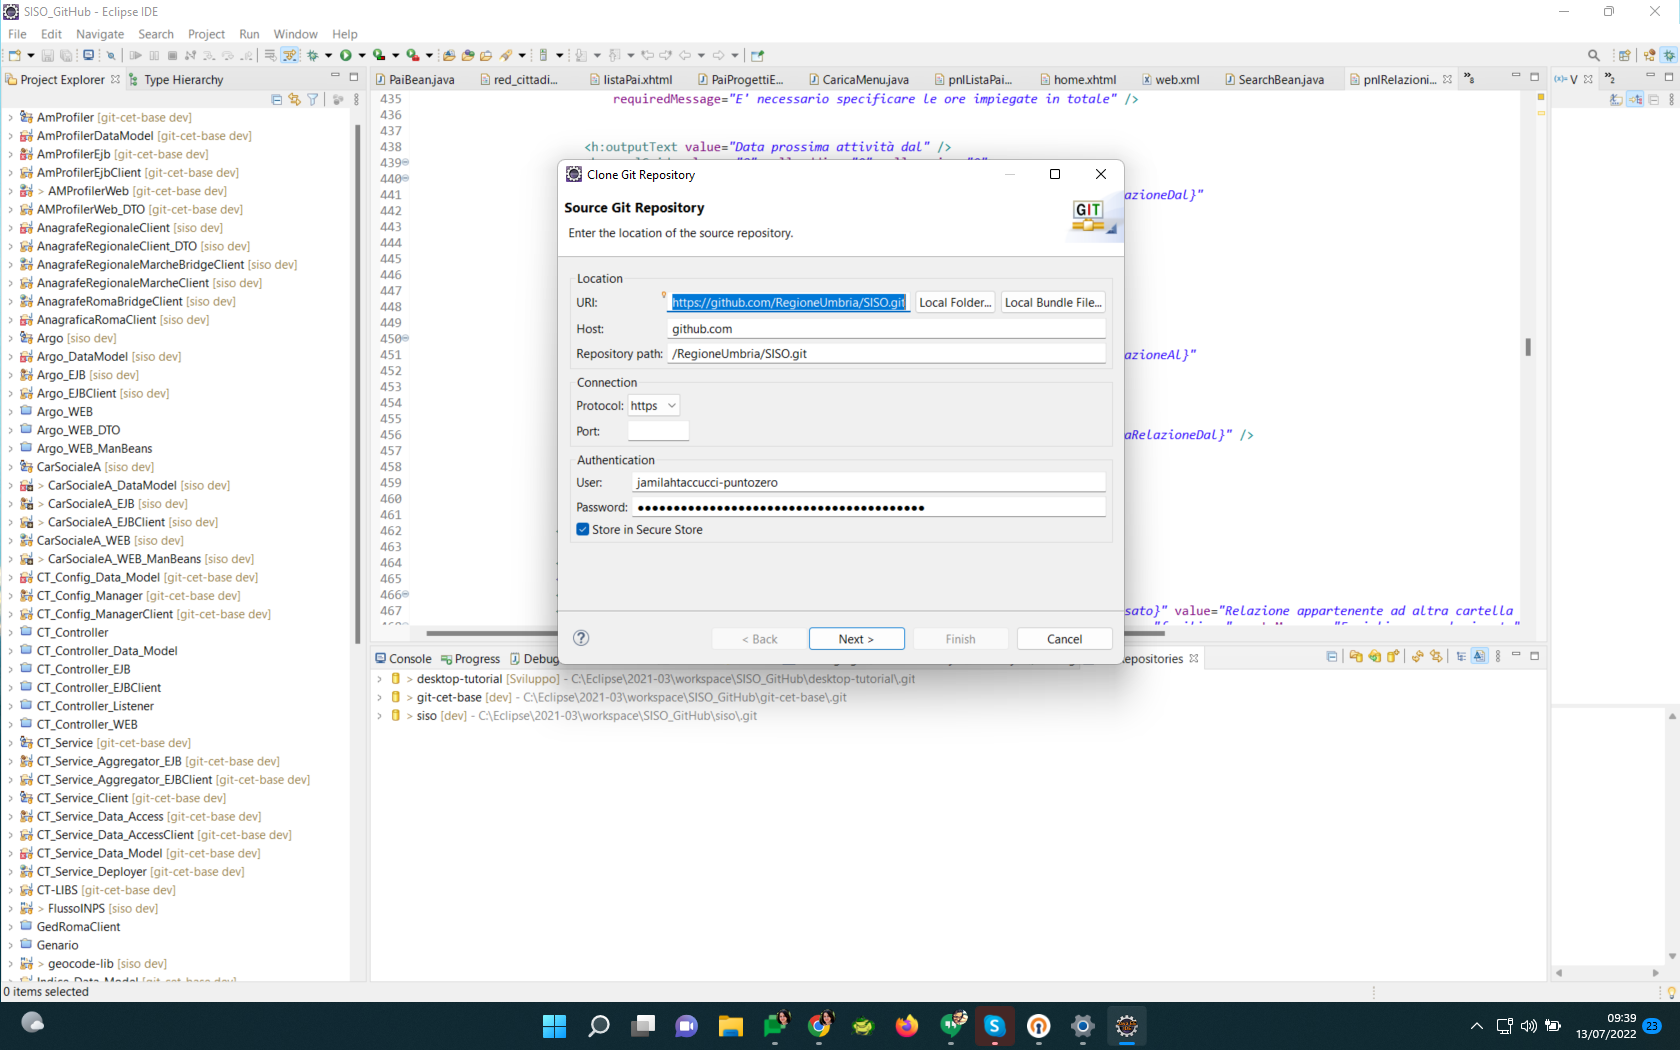 SISO_GitHub - Eclipse IDE
File Edit Navigate Search Project Run Window Help
Project Explorer Type Hierarchy
PaiBean.java red_cittadi... listaPai.xhtml PaiProgettiE... CaricaMenu.java pnlListaPai... home.xhtml web.xml SearchBean.java pnlRelazioni... »8
(x)= V »2
AmProfiler [git-cet-base dev]
AmProfilerDataModel [git-cet-base dev]
AmProfilerEjb [git-cet-base dev]
AmProfilerEjbClient [git-cet-base dev]
> AMProfilerWeb [git-cet-base dev]
AMProfilerWeb_DTO [git-cet-base dev]
AnagrafeRegionaleClient [siso dev]
AnagrafeRegionaleClient_DTO [siso dev]
AnagrafeRegionaleMarcheBridgeClient [siso dev]
AnagrafeRegionaleMarcheClient [siso dev]
AnagrafeRomaBridgeClient [siso dev]
AnagraficaRomaClient [siso dev]
Argo [siso dev]
Argo_DataModel [siso dev]
Argo_EJB [siso dev]
Argo_EJBClient [siso dev]
Argo_WEB
Argo_WEB_DTO
Argo_WEB_ManBeans
CarSocialeA [siso dev]
> CarSocialeA_DataModel [siso dev]
> CarSocialeA_EJB [siso dev]
> CarSocialeA_EJBClient [siso dev]
CarSocialeA_WEB [siso dev]
> CarSocialeA_WEB_ManBeans [siso dev]
CT_Config_Data_Model [git-cet-base dev]
CT_Config_Manager [git-cet-base dev]
CT_Config_ManagerClient [git-cet-base dev]
CT_Controller
CT_Controller_Data_Model
CT_Controller_EJB
CT_Controller_EJBClient
CT_Controller_Listener
CT_Controller_WEB
CT_Service [git-cet-base dev]
CT_Service_Aggregator_EJB [git-cet-base dev]
CT_Service_Aggregator_EJBClient [git-cet-base dev]
CT_Service_Client [git-cet-base dev]
CT_Service_Data_Access [git-cet-base dev]
CT_Service_Data_AccessClient [git-cet-base dev]
CT_Service_Data_Model [git-cet-base dev]
CT_Service_Deployer [git-cet-base dev]
CT-LIBS [git-cet-base dev]
> FlussoINPS [siso dev]
GedRomaClient
Genario
> geocode-lib [siso dev]
Indice_Data_Model [git-cet-base dev]
0 items selected
435 requiredMessage="E' necessario specificare le ore impiegate in totale" />
436
437
438 <h:outputText value="Data prossima attività dal" />
439
440
441 azioneDal}"
442
443
444
445
446
447
448
449
450
451 azioneAl}"
452
453
454
455
456 aRelazioneDal}" />
457
458
459
460
461
462
463
464
465
466
467 sato}" value="Relazione appartenente ad altra cartella
Clone Git Repository
Source Git Repository
Enter the location of the source repository.
GIT
Location
URI: https://github.com/RegioneUmbria/SISO.git Local Folder... Local Bundle File...
Host: github.com
Repository path: /RegioneUmbria/SISO.git
Connection
Protocol: https
Port:
Authentication
User: jamilahtaccucci-puntozero
Password: ●●●●●●●●●●●●●●●●●●●●●●●●●●●●●●●●●●●●●●●●
Store in Secure Store
< Back Next > Finish Cancel
Console Progress Debug epositories
> desktop-tutorial [Sviluppo] - C:\Eclipse\2021-03\workspace\SISO_GitHub\desktop-tutorial\.git
> git-cet-base [dev] - C:\Eclipse\2021-03\workspace\SISO_GitHub\git-cet-base\.git
> siso [dev] - C:\Eclipse\2021-03\workspace\SISO_GitHub\siso\.git
09:39
13/07/2022 23